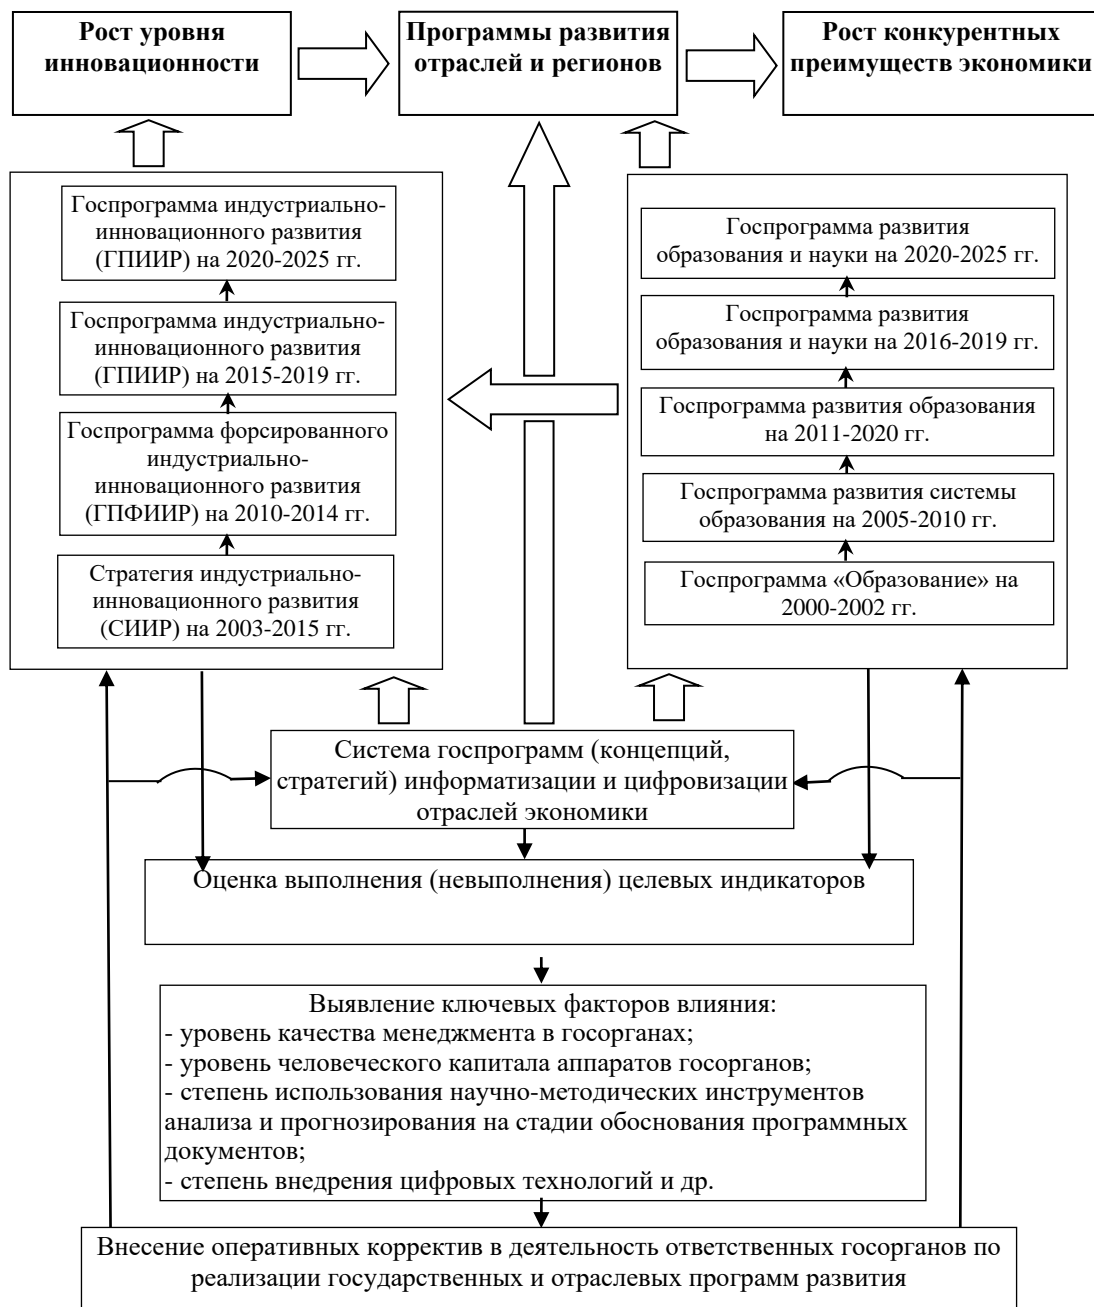 Рост уровня
инновационности
Программы развития
отраслей и регионов
Рост конкурентных
преимуществ экономики
Госпрограмма индустриально-
инновационного развития
(ГПИИР) на 2020-2025 гг.
Госпрограмма индустриально-
инновационного развития
(ГПИИР) на 2015-2019 гг.
Госпрограмма форсированного
индустриально-
инновационного развития
(ГПФИИР) на 2010-2014 гг.
Стратегия индустриально-
инновационного развития
(СИИР) на 2003-2015 гг.
Госпрограмма развития
образования и науки на 2020-2025 гг.
Госпрограмма развития
образования и науки на 2016-2019 гг.
Госпрограмма развития образования
на 2011-2020 гг.
Госпрограмма развития системы
образования на 2005-2010 гг.
Госпрограмма «Образование» на
2000-2002 гг.
Система госпрограмм (концепций,
стратегий) информатизации и цифровизации
отраслей экономики
Оценка выполнения (невыполнения) целевых индикаторов
Выявление ключевых факторов влияния:
- уровень качества менеджмента в госорганах;
- уровень человеческого капитала аппаратов госорганов;
- степень использования научно-методических инструментов
анализа и прогнозирования на стадии обоснования программных
документов;
- степень внедрения цифровых технологий и др.
Внесение оперативных корректив в деятельность ответственных госорганов по
реализации государственных и отраслевых программ развития